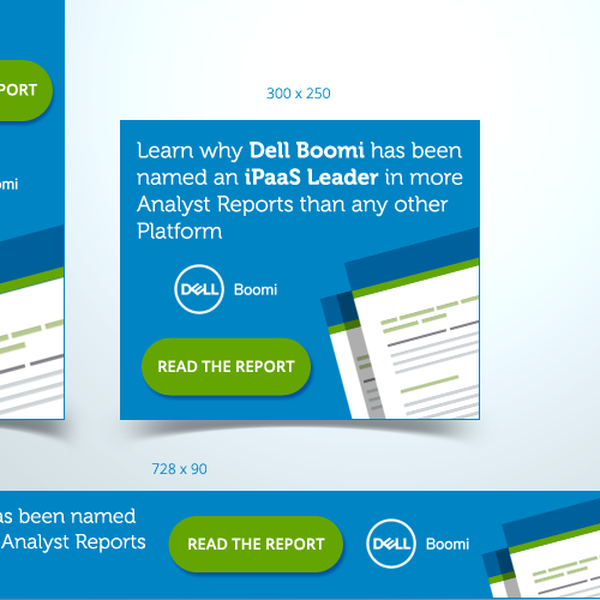 PORT
omi
300 x 250
Learn why Dell Boomi has been
named an iPaaS Leader in more
Analyst Reports than any other
Platform
DELL Boomi
READ THE REPORT
728 x 90
as been named
Analyst Reports
READ THE REPORT
DELL Boomi